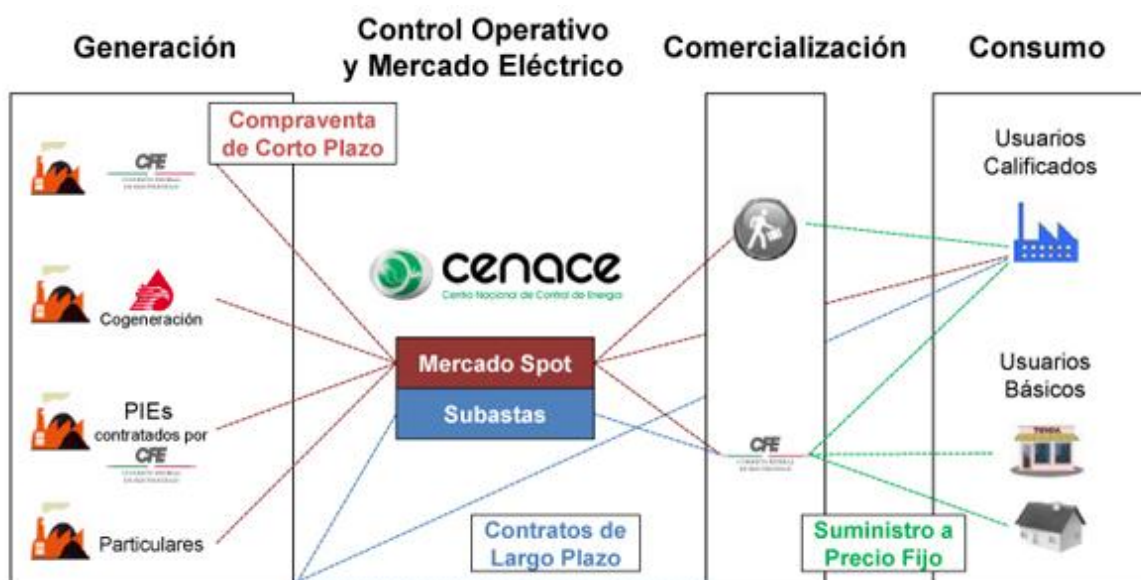 Generación
Control Operativo
y Mercado Eléctrico
Comercialización
Consumo
Compraventa
de Corto Plazo
CFE
Cogeneración
PIEs
contratados por
CFE
Particulares
cenace
Centro Nacional de Control de Energía
Mercado Spot
Subastas
Contratos de
Largo Plazo
CFE
Suministro a
Precio Fijo
Usuarios
Calificados
Usuarios
Básicos
TIENDA